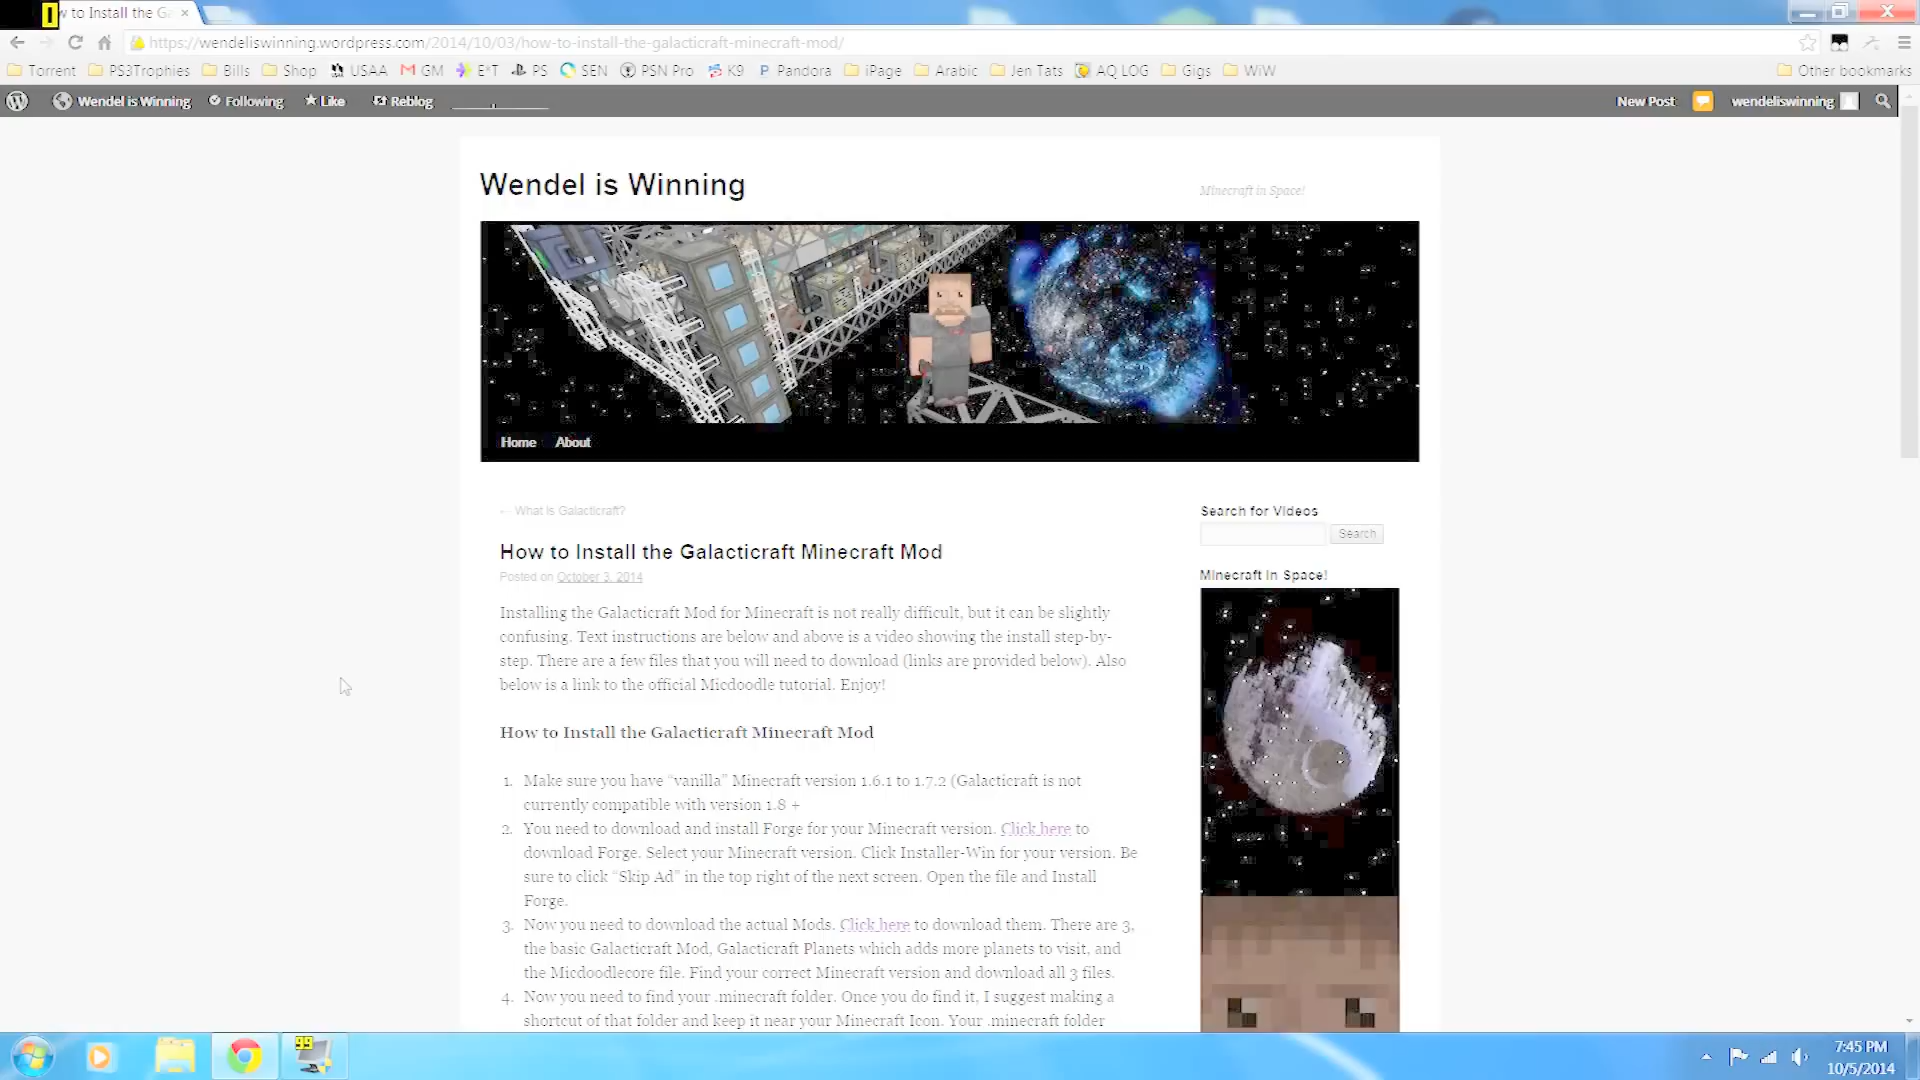 w to Install the Ga
https://wendeliswinning.wordpress.com/2014/10/03/how-to-install-the-galacticraft-minecraft-mod/
Torrent PS3Trophies Bills Shop USAA GM E*T PS SEN PSN Pro K9 Pandora iPage Arabic Jen Tats AQ LOG Gigs WiW Other bookmarks
Wendel is Winning Following Like Reblog New Post wendeliswinning
Wendel is Winning
Minecraft in Space!
Home About
← What is Galacticraft?
How to Install the Galacticraft Minecraft Mod
Posted on October 3, 2014
Installing the Galacticraft Mod for Minecraft is not really difficult, but it can be slightly
confusing. Text instructions are below and above is a video showing the install step-by-
step. There are a few files that you will need to download (links are provided below). Also
below is a link to the official Micdoodle tutorial. Enjoy!
How to Install the Galacticraft Minecraft Mod
1. Make sure you have “vanilla” Minecraft version 1.6.1 to 1.7.2 (Galacticraft is not
currently compatible with version 1.8 +
2. You need to download and install Forge for your Minecraft version. Click here to
download Forge. Select your Minecraft version. Click Installer-Win for your version. Be
sure to click “Skip Ad” in the top right of the next screen. Open the file and Install
Forge.
3. Now you need to download the actual Mods. Click here to download them. There are 3,
the basic Galacticraft Mod, Galacticraft Planets which adds more planets to visit, and
the Micdoodlecore file. Find your correct Minecraft version and download all 3 files.
4. Now you need to find your .minecraft folder. Once you do find it, I suggest making a
shortcut of that folder and keep it near your Minecraft Icon. Your .minecraft folder
Search for Videos
Search
Minecraft in Space!
99
7:45 PM
10/5/2014